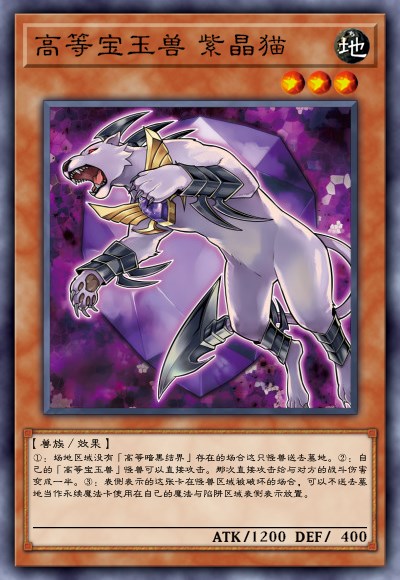 高等宝玉兽 紫晶猫
地
【兽族／效果】
①：场地区域没有「高等暗黑结界」存在的场合这只怪兽送去墓地。②：自
己的「高等宝玉兽」怪兽可以直接攻击。那次直接攻击给与对方的战斗伤害
变成一半。③：表侧表示的这张卡在怪兽区域被破坏的场合，可以不送去墓
地当作永续魔法卡使用在自己的魔法与陷阱区域表侧表示放置。
ATK/1200 DEF/ 400